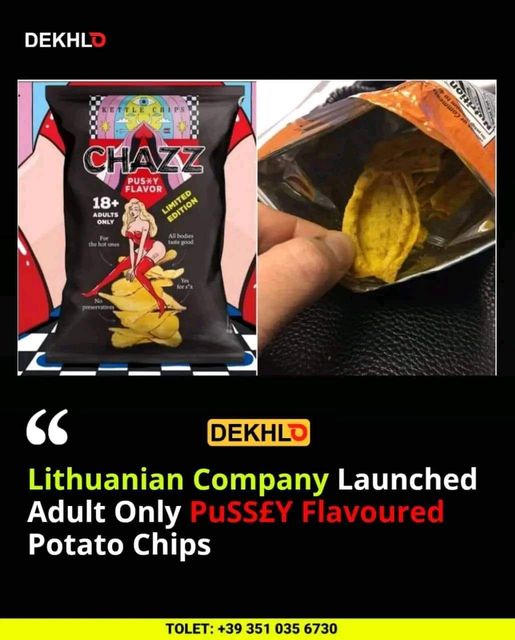 DEKHLO
KETTLE CHIPS
CHAZZ
PUS*Y
FLAVOR
18+
ADULTS
ONLY
LIMITED
EDITION
For
the hot ones
All bodies
taste good
Yes
for s*x
No
preservatives
Nutrition
“
DEKHLO
Lithuanian Company Launched
Adult Only PuSS£Y Flavoured
Potato Chips
TOLET: +39 351 035 6730